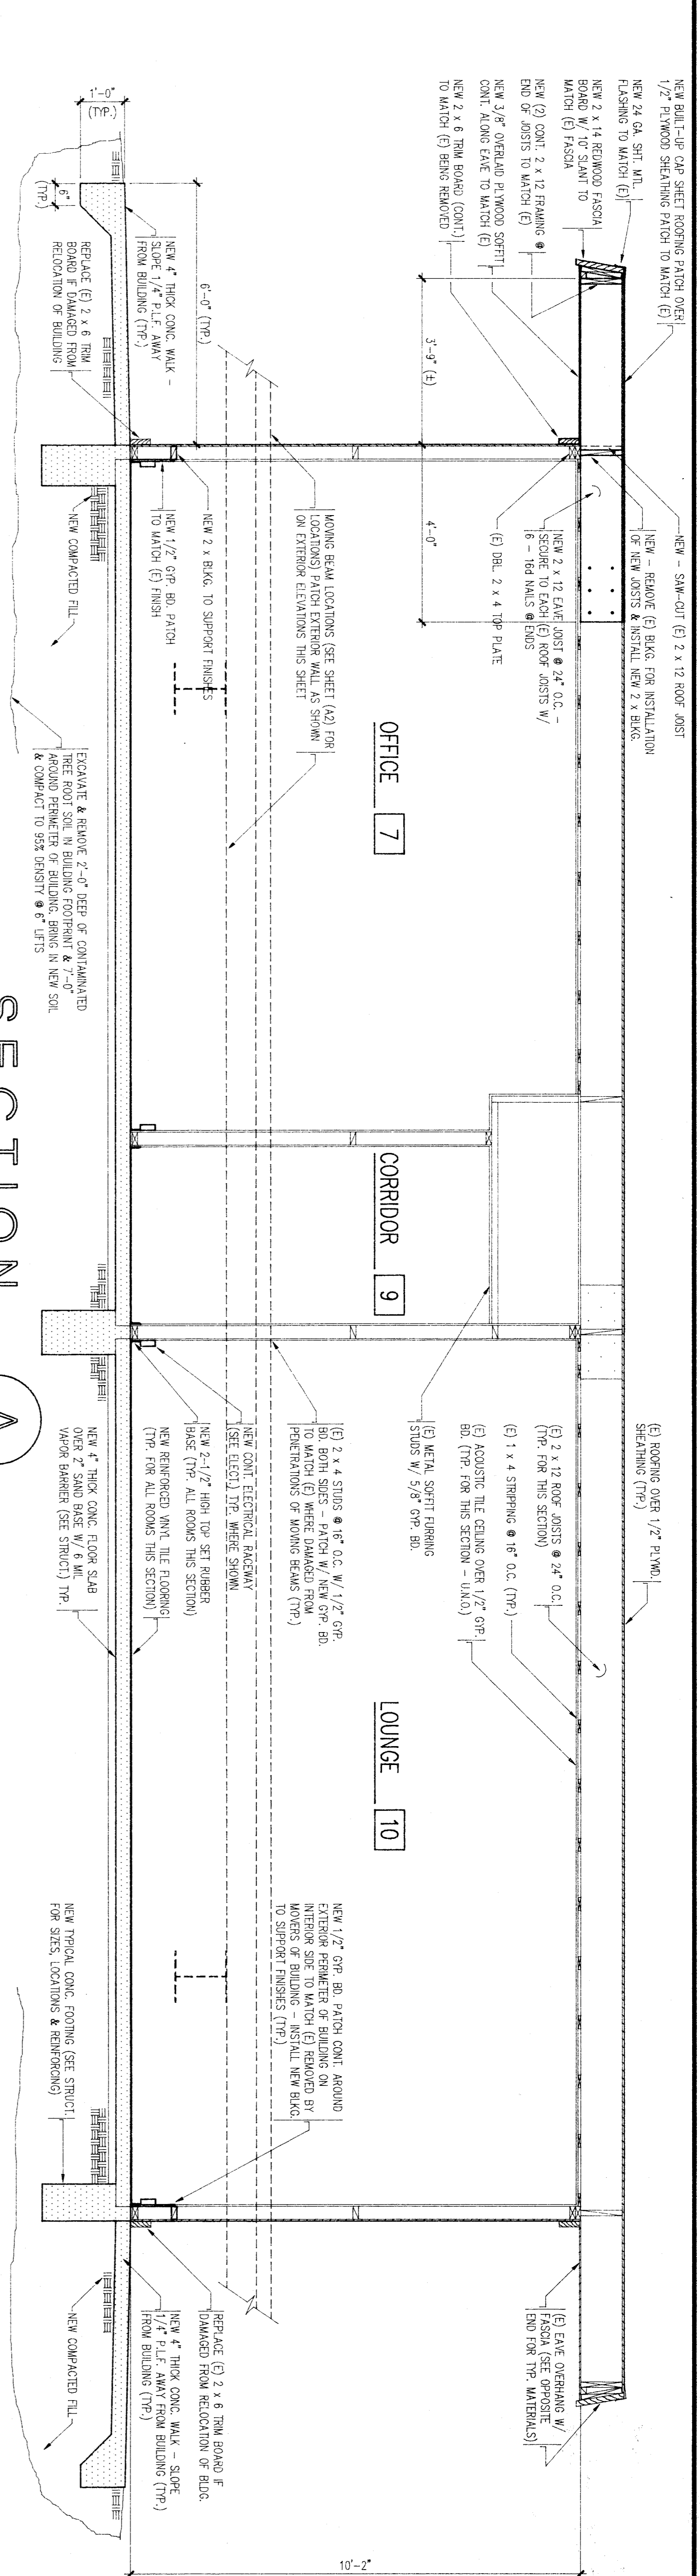 NEW BUILT-UP CAP SHEET ROOFING PATCH OVER
1/2" PLYWOOD SHEATHING PATCH TO MATCH (E)
NEW 24 GA. SHT. MTL.
FLASHING TO MATCH (E)
NEW 2 x 14 REDWOOD FASCIA
BOARD W/ 10° SLANT TO
MATCH (E) FASCIA
NEW (2) CONT. 2 x 12 FRAMING @
END OF JOISTS TO MATCH (E)
NEW 3/8" OVERLAID PLYWOOD SOFFIT
CONT. ALONG EAVE TO MATCH (E)
NEW 2 x 6 TRIM BOARD (CONT.)
TO MATCH (E) BEING REMOVED
NEW - SAW-CUT (E) 2 x 12 ROOF JOIST
NEW - REMOVE (E) BLKG. FOR INSTALLATION
OF NEW JOISTS & INSTALL NEW 2 x BLKG.
3'-9" (±)
4'-0"
NEW 2 x 12 EAVE JOIST @ 24" O.C. -
SECURE TO EACH (E) ROOF JOISTS W/
6 - 16d NAILS @ ENDS
(E) DBL. 2 x 4 TOP PLATE
6'-0" (TYP.)
MOVING BEAM LOCATIONS (SEE SHEET (A2) FOR
LOCATIONS) PATCH EXTERIOR WALL AS SHOWN
ON EXTERIOR ELEVATIONS THIS SHEET
NEW 2 x BLKG. TO SUPPORT FINISHES
NEW 1/2" GYP. BD. PATCH
TO MATCH (E) FINISH
1'-0"
(TYP.)
6"
(TYP.)
NEW 4" THICK CONC. WALK -
SLOPE 1/4" P.L.F. AWAY
FROM BUILDING (TYP.)
REPLACE (E) 2 x 6 TRIM
BOARD IF DAMAGED FROM
RELOCATION OF BUILDING
NEW COMPACTED FILL
EXCAVATE & REMOVE 2'-0" DEEP OF CONTAMINATED
TREE ROOT SOIL IN BUILDING FOOTPRINT & 7'-0"
AROUND PERIMETER OF BUILDING. BRING IN NEW SOIL
& COMPACT TO 95% DENSITY @ 6" LIFTS
OFFICE 7
CORRIDOR 9
LOUNGE 10
(E) ROOFING OVER 1/2" PLYWD.
SHEATHING (TYP.)
(E) 2 x 12 ROOF JOISTS @ 24" O.C.
(TYP. FOR THIS SECTION)
(E) 1 x 4 STRIPPING @ 16" O.C. (TYP.)
(E) ACOUSTIC TILE CEILING OVER 1/2" GYP.
BD. (TYP. FOR THIS SECTION - U.N.O.)
(E) METAL SOFFIT FURRING
STUDS W/ 5/8" GYP. BD.
(E) 2 x 4 STUDS @ 16" O.C. W/ 1/2" GYP.
BD. BOTH SIDES - PATCH W/ NEW GYP. BD.
TO MATCH (E) WHERE DAMAGED FROM
PENETRATIONS OF MOVING BEAMS (TYP.)
NEW CONT. ELECTRICAL RACEWAY
(SEE ELECT.) TYP. WHERE SHOWN
NEW 2-1/2" HIGH TOP SET RUBBER
BASE (TYP. ALL ROOMS THIS SECTION)
NEW REINFORCED VINYL TILE FLOORING
(TYP. FOR ALL ROOMS THIS SECTION)
NEW 4" THICK CONC. FLOOR SLAB
OVER 2" SAND BASE W/ 6 MIL
VAPOR BARRIER (SEE STRUCT.) TYP.
NEW 1/2" GYP. BD. PATCH CONT. AROUND
EXTERIOR PERIMETER OF BUILDING ON
INTERIOR SIDE TO MATCH (E) REMOVED BY
MOVERS OF BUILDING - INSTALL NEW BLKG.
TO SUPPORT FINISHES (TYP.)
NEW TYPICAL CONC. FOOTING (SEE STRUCT.
FOR SIZES, LOCATIONS & REINFORCING)
(E) EAVE OVERHANG W/
FASCIA (SEE OPPOSITE
END FOR TYP. MATERIALS)
REPLACE (E) 2 x 6 TRIM BOARD IF
DAMAGED FROM RELOCATION OF BLDG.
NEW 4" THICK CONC. WALK - SLOPE
1/4" P.L.F. AWAY FROM BUILDING (TYP.)
NEW COMPACTED FILL
10'-2"
SECTION A